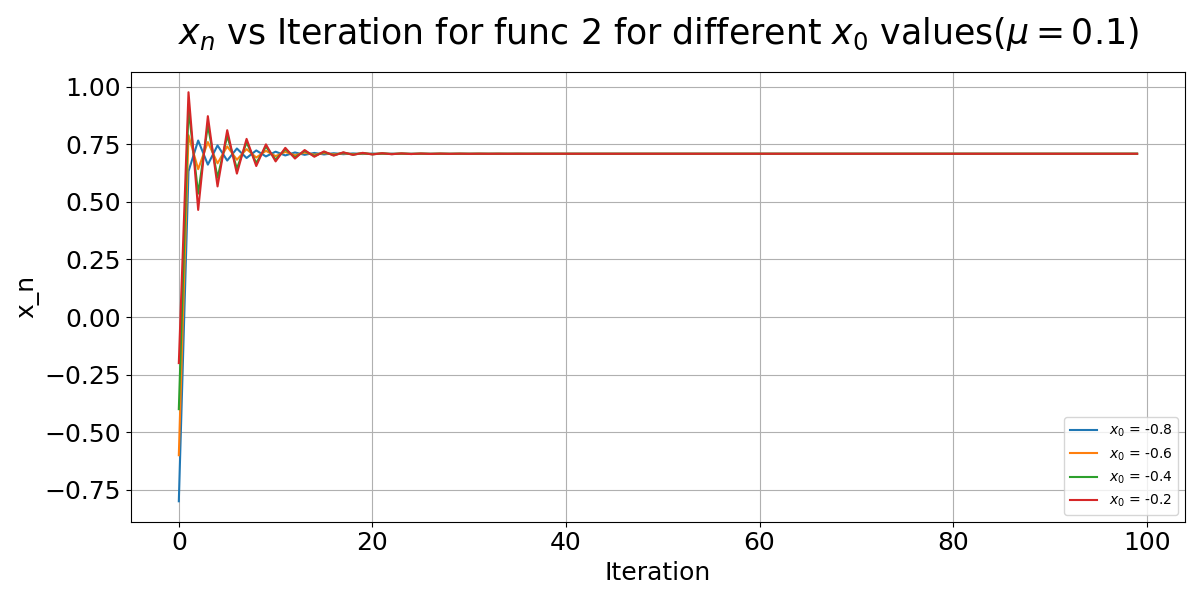 $x_n$ vs Iteration for func 2 for different $x_0$ values($\mu = 0.1$)
1.00
0.75
0.50
0.25
0.00
−0.25
−0.50
−0.75
x_n
0 20 40 60 80 100
Iteration
$x_0$ = -0.8
$x_0$ = -0.6
$x_0$ = -0.4
$x_0$ = -0.2